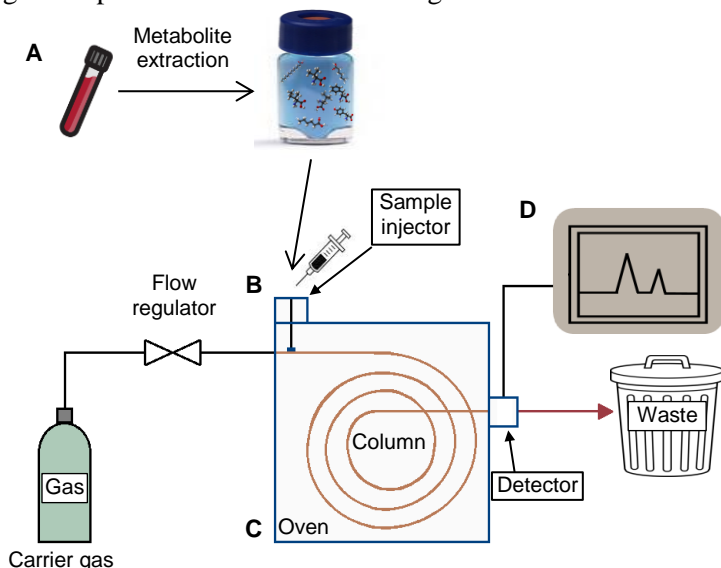 A
Metabolite
extraction
Sample
injector
D
B
Flow
regulator
Column
Waste
Gas
Detector
C
Oven
Carrier gas